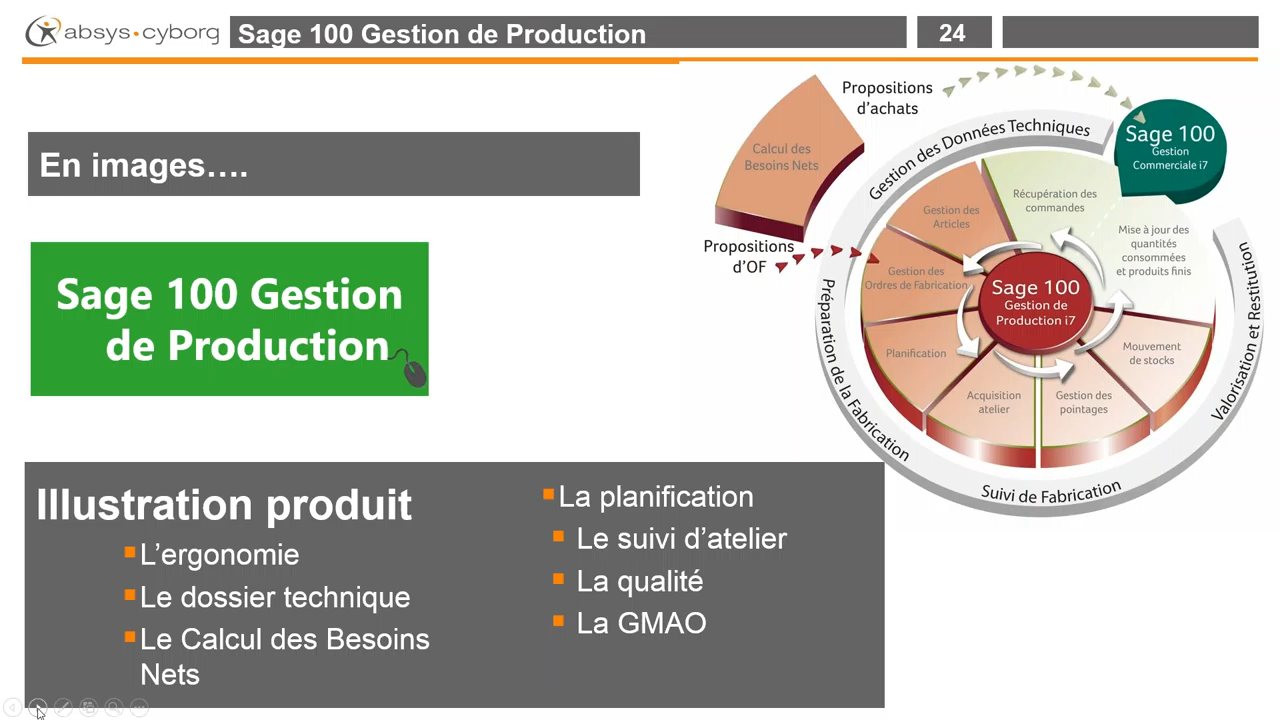 absys•cyborg
Sage 100 Gestion de Production
24
En images….
Sage 100 Gestion
de Production
Propositions
d'achats
Calcul des
Besoins Nets
Propositions
d'OF
Gestion des Données Techniques
Sage 100
Gestion
Commerciale i7
Récupération des
commandes
Gestion des
Articles
Mise à jour des
quantités
consommées
et produits finis
Gestion des
Ordres de Fabrication
Sage 100
Gestion de
Production i7
Planification
Mouvement
de stocks
Acquisition
atelier
Gestion des
pointages
Préparation de la Fabrication
Suivi de Fabrication
Valorisation et Restitution
Illustration produit
L'ergonomie
Le dossier technique
Le Calcul des Besoins
Nets
La planification
Le suivi d'atelier
La qualité
La GMAO